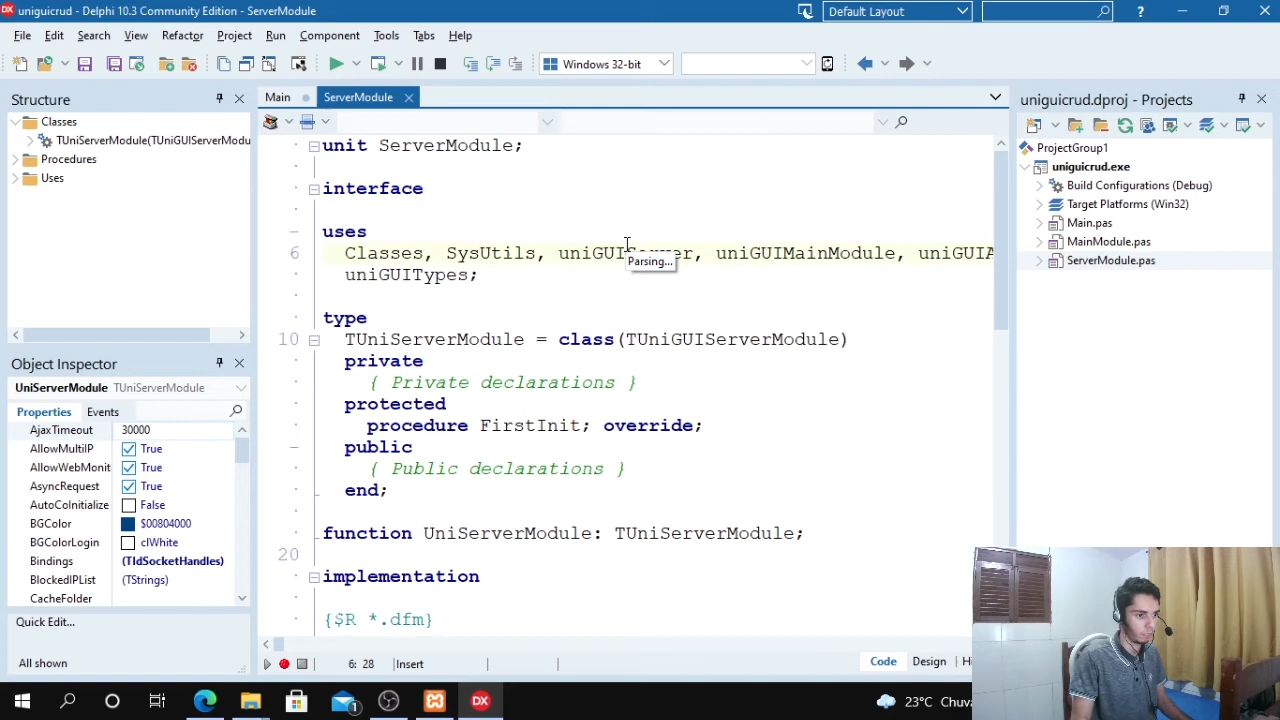 uniguicrud - Delphi 10.3 Community Edition - ServerModule
Default Layout
File Edit Search View Refactor Project Run Component Tools Tabs Help
Windows 32-bit
Structure
Classes
TUniServerModule(TUniGUIServerModu
Procedures
Uses
Object Inspector
UniServerModule TUniServerModule
Properties Events
AjaxTimeout 30000
AllowMultiIP True
AllowWebMonit True
AsyncRequest True
AutoCoInitialize False
BGColor $00804000
BGColorLogin clWhite
Bindings (TIdSocketHandles)
BlockedIPList (TStrings)
CacheFolder
Quick Edit...
All shown
Main ServerModule
unit ServerModule;
interface
uses
6 Classes, SysUtils, uniGUIServer, uniGUIMainModule, uniGUIA
Parsing...
uniGUITypes;
type
10 TUniServerModule = class(TUniGUIServerModule)
private
{ Private declarations }
protected
procedure FirstInit; override;
public
{ Public declarations }
end;
function UniServerModule: TUniServerModule;
20
implementation
{$R *.dfm}
6: 28 Insert
Code Design Hi
uniguicrud.dproj - Projects
ProjectGroup1
uniguicrud.exe
Build Configurations (Debug)
Target Platforms (Win32)
Main.pas
MainModule.pas
ServerModule.pas
DX 1 DX
23°C Chuva